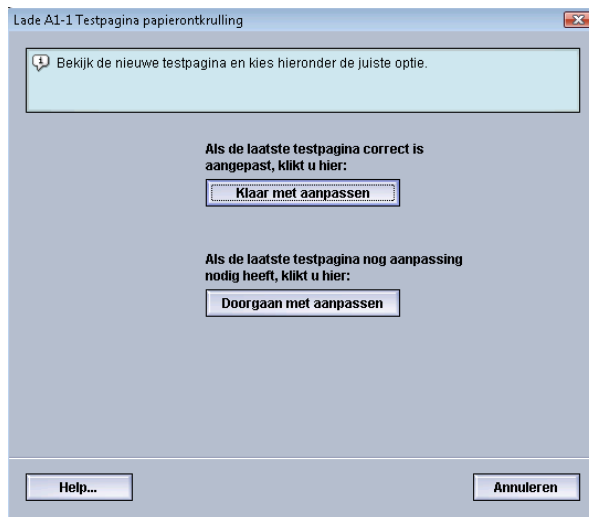 Lade A1-1 Testpagina papierontkrulling
Bekijk de nieuwe testpagina en kies hieronder de juiste optie.
Als de laatste testpagina correct is
aangepast, klikt u hier:
Klaar met aanpassen
Als de laatste testpagina nog aanpassing
nodig heeft, klikt u hier:
Doorgaan met aanpassen
Help...
Annuleren